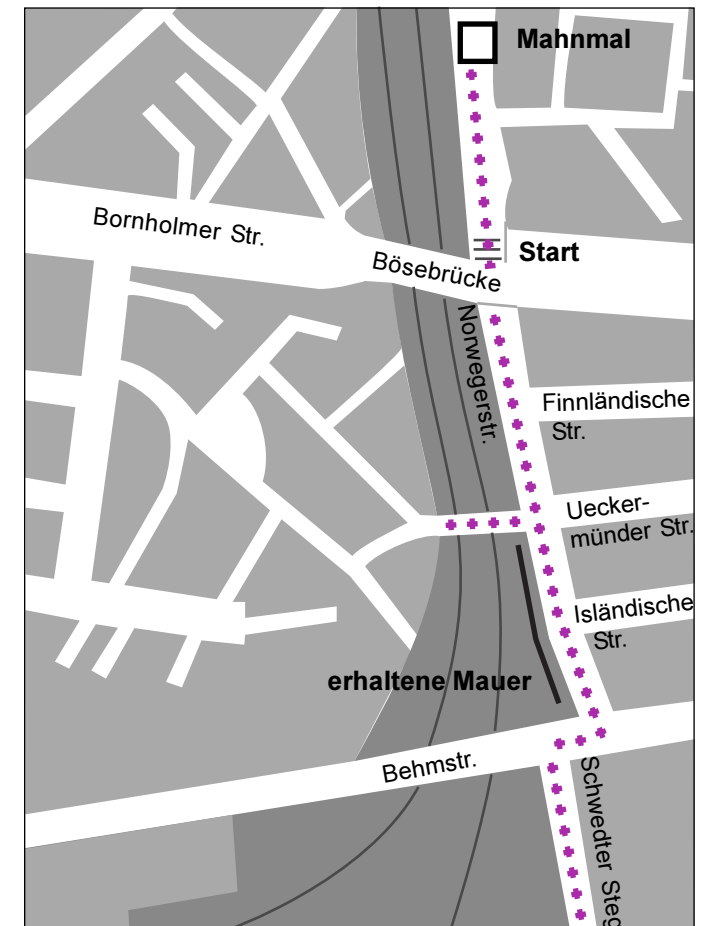 Mahnmal
Bornholmer Str.
Start
Bösebrücke
Norwegerstr.
Finnländische
Str.
Uecker-
münder Str.
Isländische
Str.
erhaltene Mauer
Behmstr.
Schwedter Steg